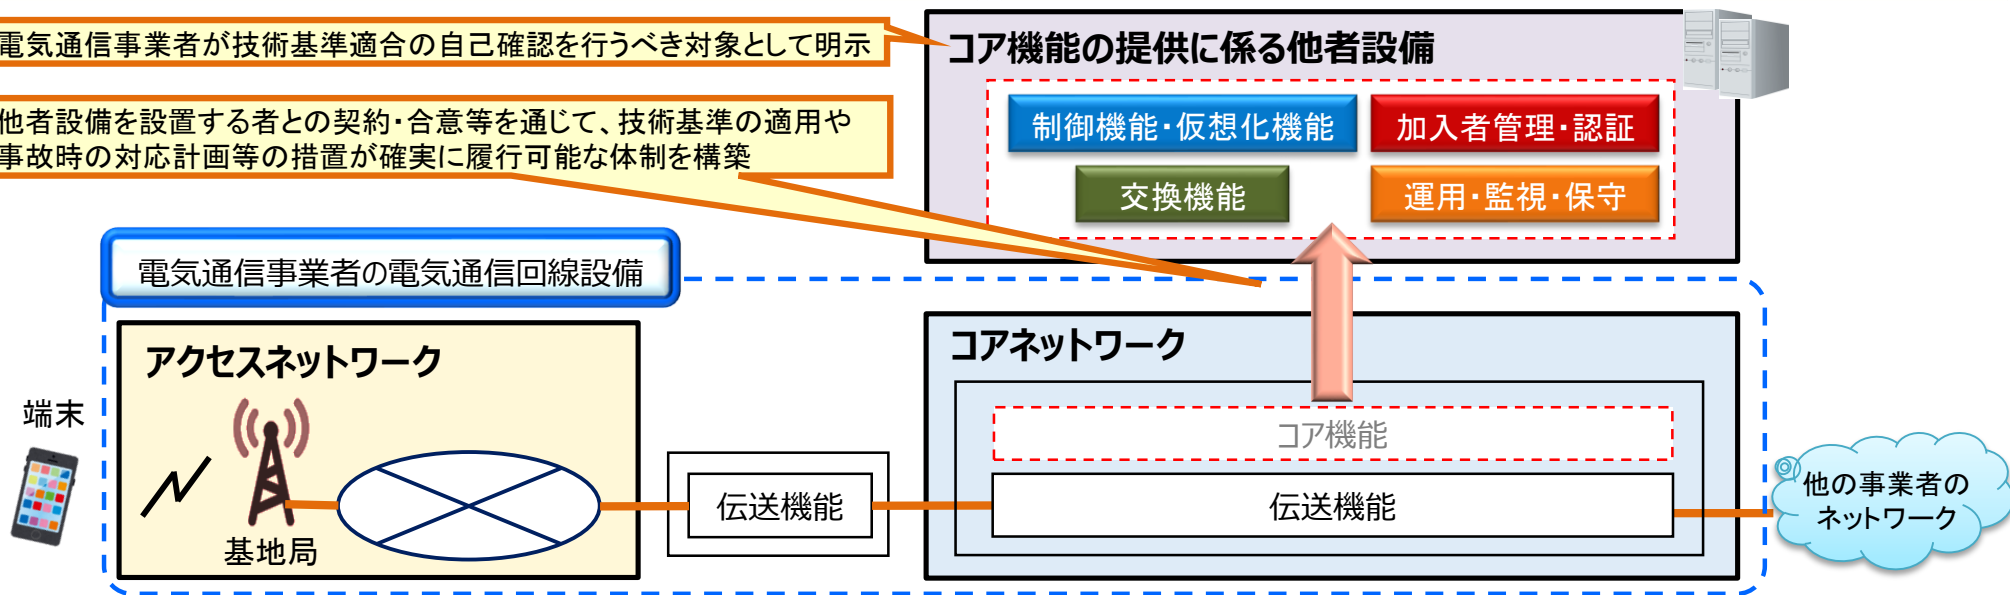 電気通信事業者が技術基準適合の自己確認を行うべき対象として明示
他者設備を設置する者との契約・合意等を通じて、技術基準の適用や
事故時の対応計画等の措置が確実に履行可能な体制を構築
コア機能の提供に係る他者設備
制御機能・仮想化機能
加入者管理・認証
交換機能
運用・監視・保守
電気通信事業者の電気通信回線設備
アクセスネットワーク
コアネットワーク
端末
コア機能
伝送機能
伝送機能
基地局
他の事業者の
ネットワーク